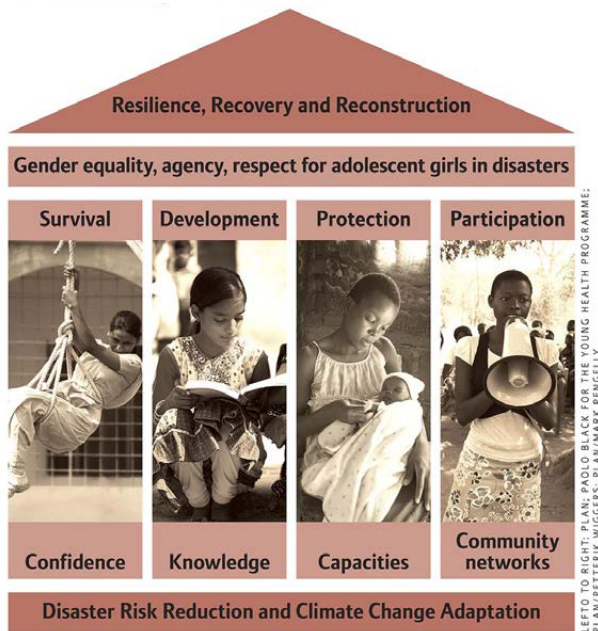 Resilience, Recovery and Reconstruction
Gender equality, agency, respect for adolescent girls in disasters
Survival
Development
Protection
Participation
Confidence
Knowledge
Capacities
Community
networks
Disaster Risk Reduction and Climate Change Adaptation
LEFT TO RIGHT: PLAN; PAOLO BLACK FOR THE YOUNG HEALTH PROGRAMME;
PLAN/PETTERIK WIGGERS; PLAN/MARK PENGELLY